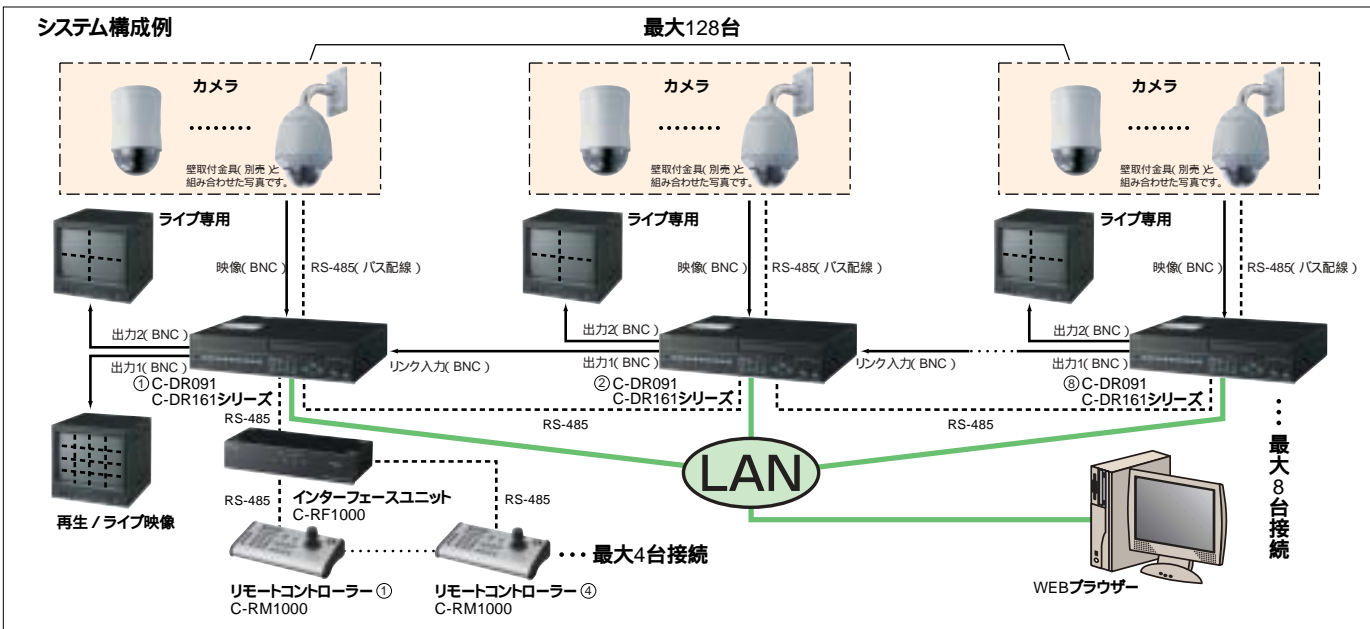 システム構成例
最大128台
カメラ
壁取付金具(別売)と
組み合わせた写真です。
カメラ
壁取付金具(別売)と
組み合わせた写真です。
カメラ
壁取付金具(別売)と
組み合わせた写真です。
ライブ専用
映像(BNC)
RS-485(バス配線)
ライブ専用
映像(BNC)
RS-485(バス配線)
ライブ専用
映像(BNC)
RS-485(バス配線)
出力2(BNC)
出力1(BNC)
①C-DR091
C-DR161シリーズ
リンク入力(BNC)
出力2(BNC)
出力1(BNC)
②C-DR091
C-DR161シリーズ
リンク入力(BNC)
出力2(BNC)
出力1(BNC)
⑧C-DR091
C-DR161シリーズ
RS-485
RS-485
RS-485
LAN
最大8台接続
インターフェースユニット
C-RF1000
RS-485
RS-485
再生/ライブ映像
最大4台接続
リモートコントローラー①
C-RM1000
リモートコントローラー④
C-RM1000
WEBブラウザー